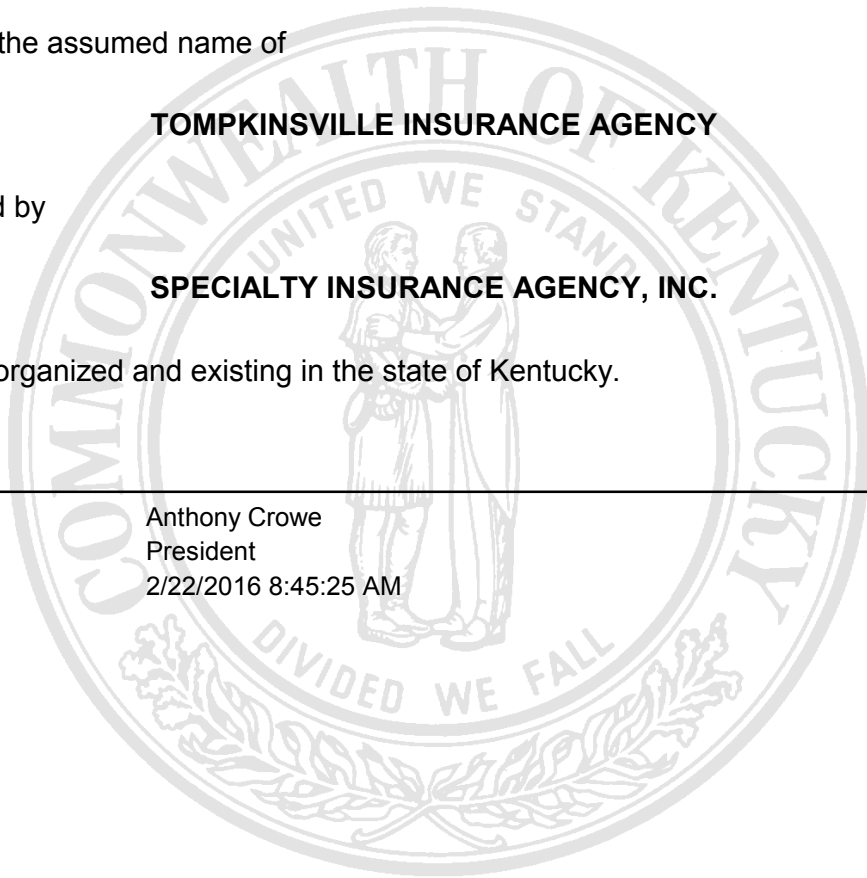 the assumed name of
TOMPKINSVILLE INSURANCE AGENCY
d by
SPECIALTY INSURANCE AGENCY, INC.
organized and existing in the state of Kentucky.
Anthony Crowe
President
2/22/2016 8:45:25 AM
COMMONWEALTH OF KENTUCKY
UNITED WE STAND
DIVIDED WE FALL